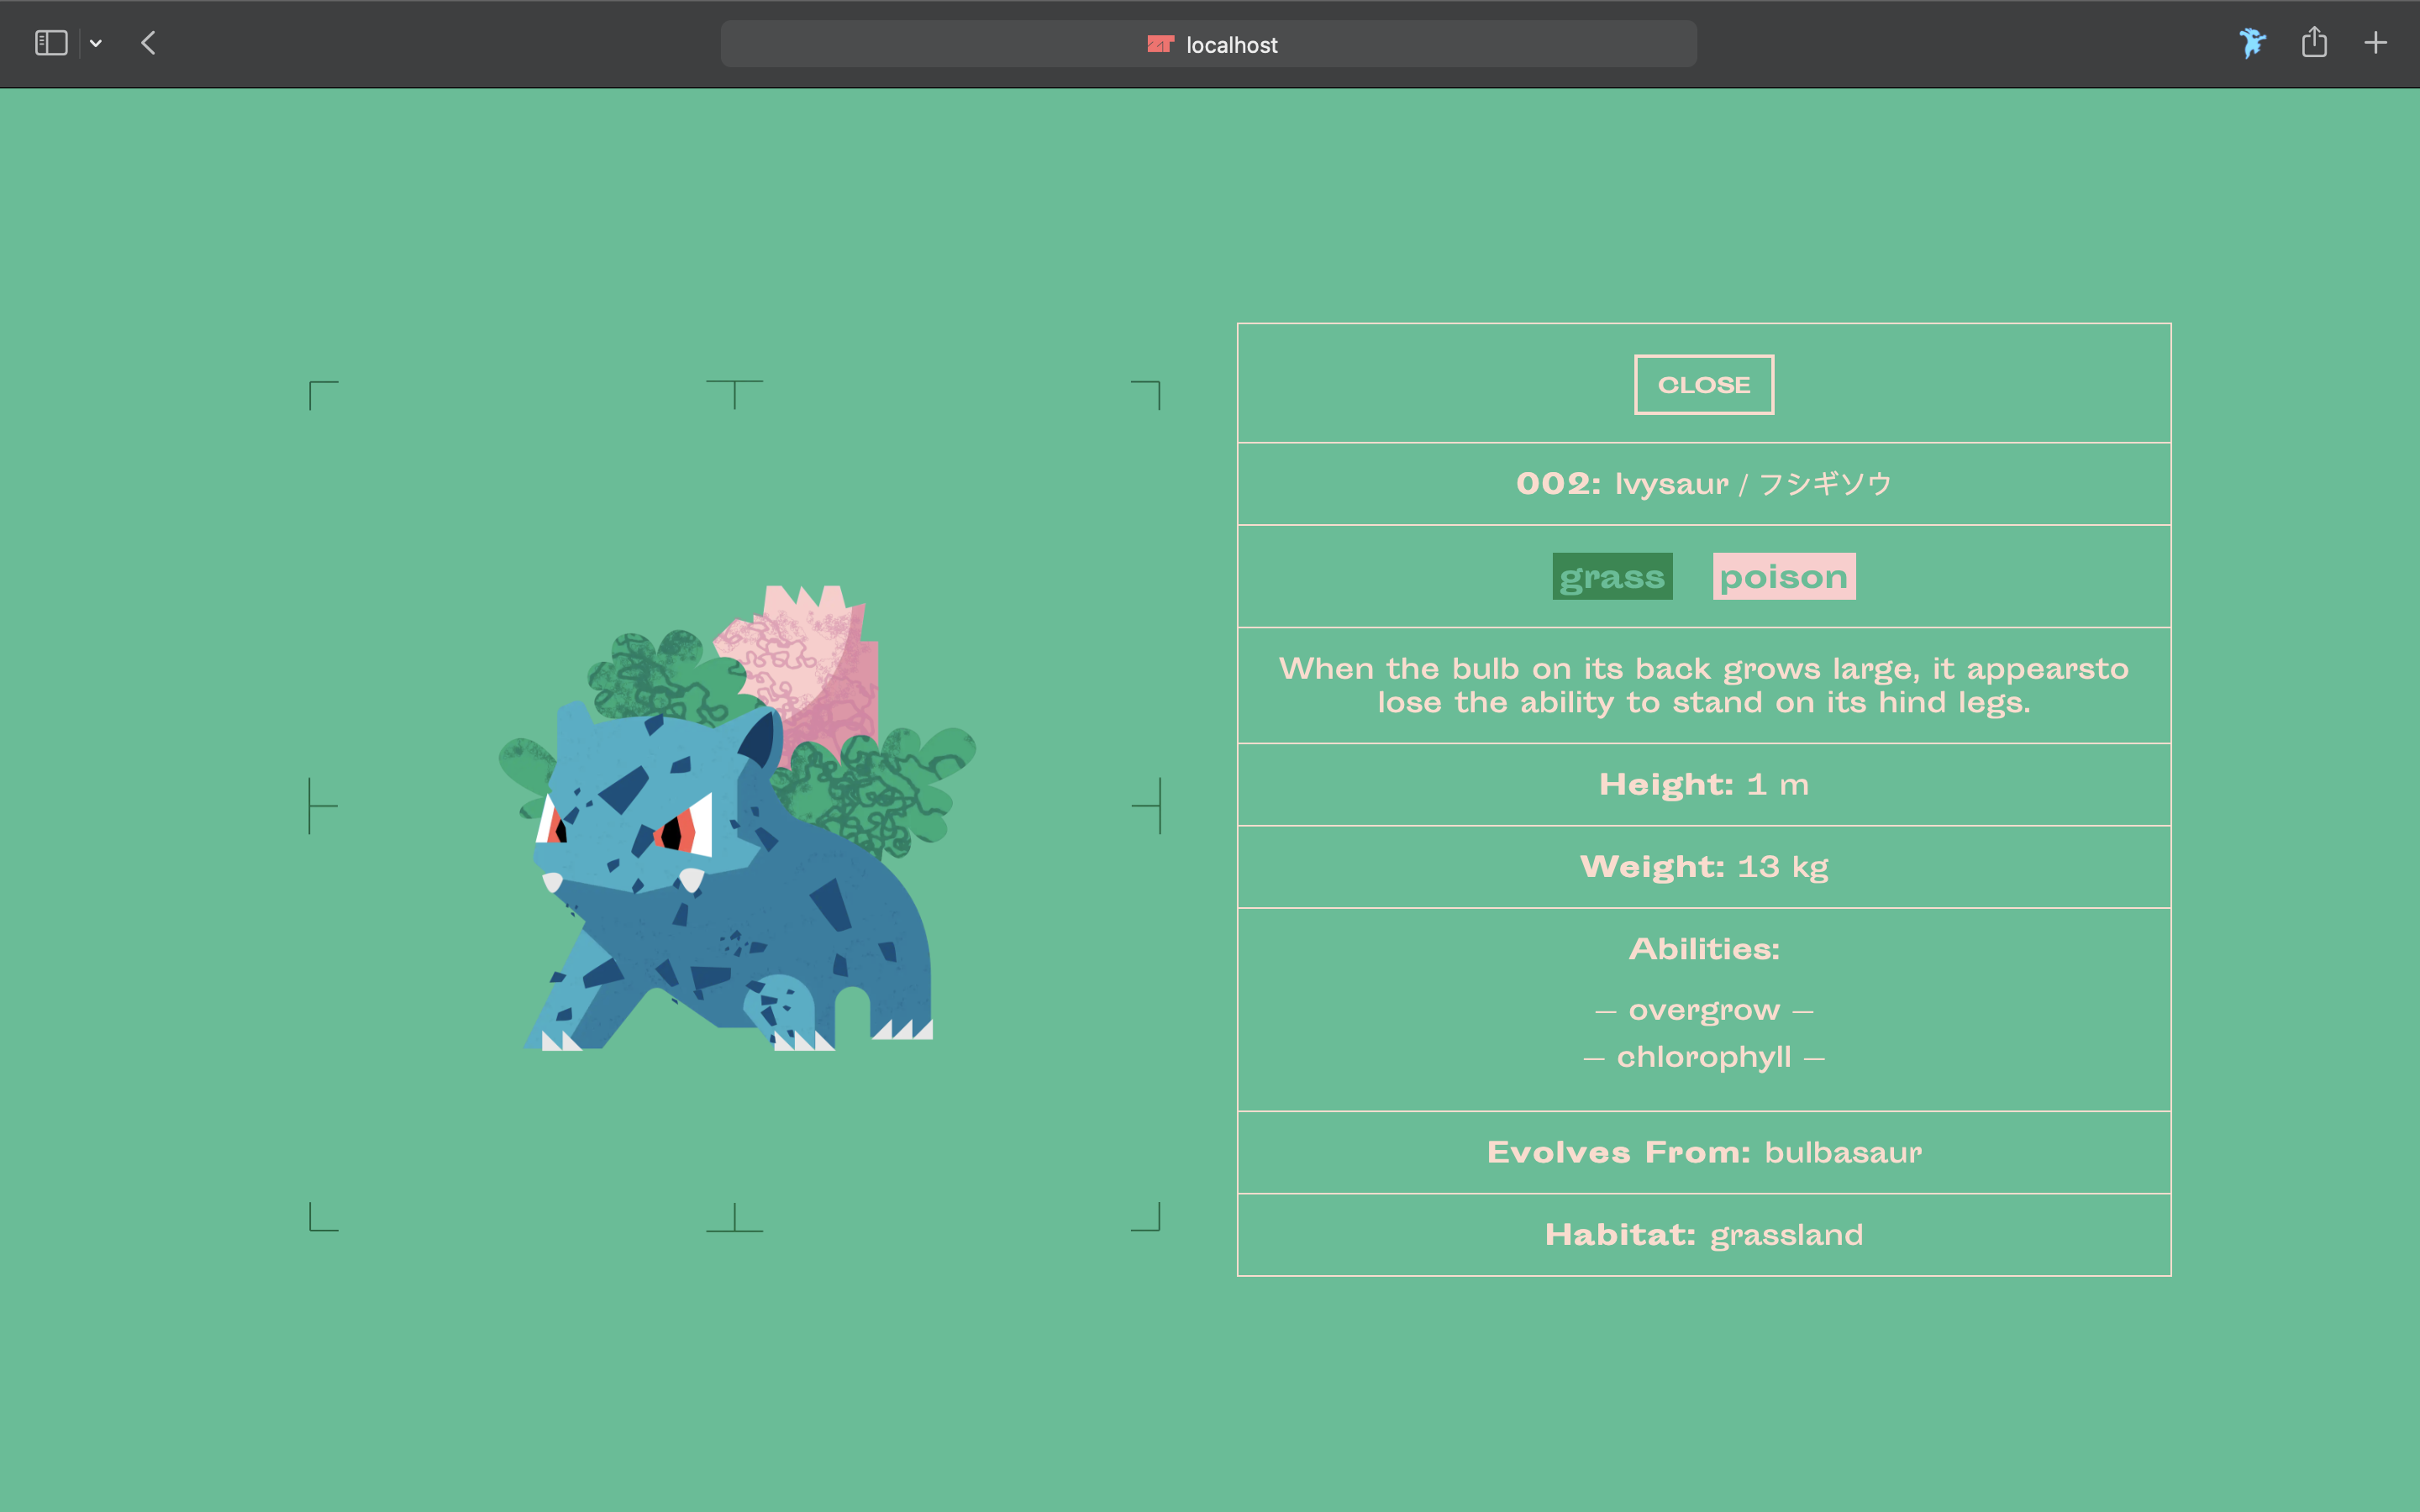 localhost
CLOSE
002: Ivysaur / フシギソウ
grass poison
When the bulb on its back grows large, it appearsto
lose the ability to stand on its hind legs.
Height: 1 m
Weight: 13 kg
Abilities:
— overgrow —
— chlorophyll —
Evolves From: bulbasaur
Habitat: grassland